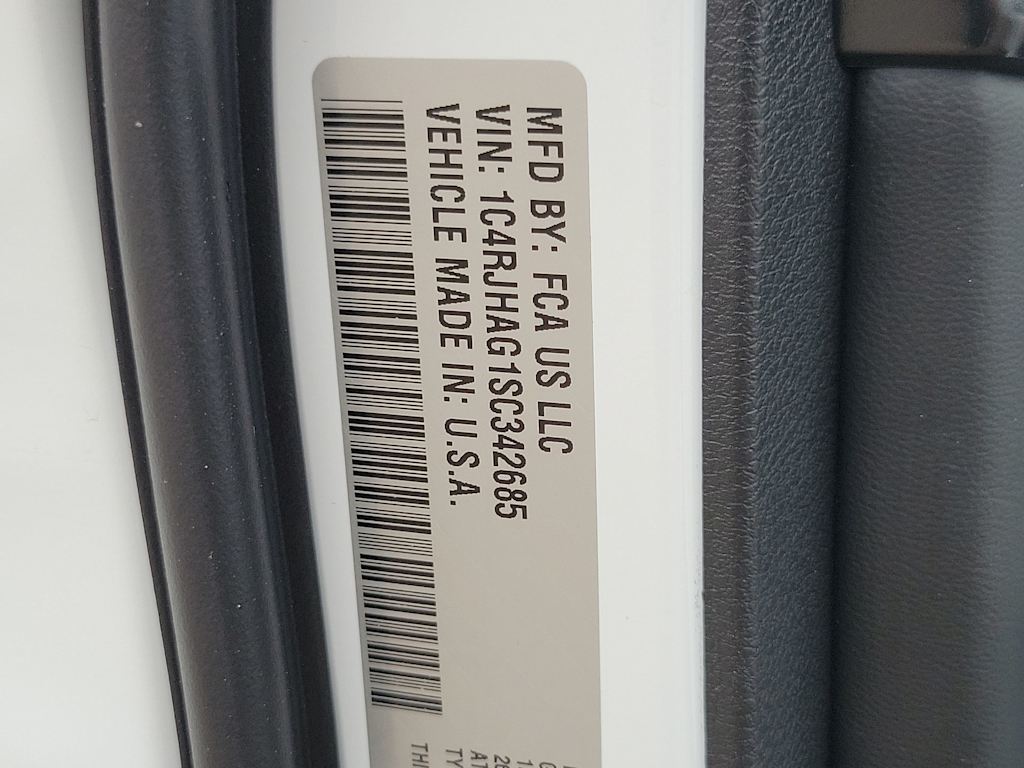 MFD BY: FCA US LLC
VIN: 1C4RJHAG1SC342685
VEHICLE MADE IN: U.S.A.